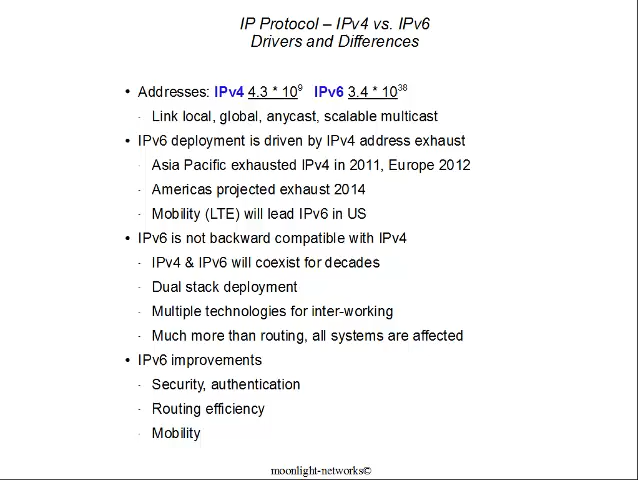 IP Protocol – IPv4 vs. IPv6
Drivers and Differences
• Addresses: IPv4 4.3 * 10⁹ IPv6 3.4 * 10³⁸
- Link local, global, anycast, scalable multicast
• IPv6 deployment is driven by IPv4 address exhaust
- Asia Pacific exhausted IPv4 in 2011, Europe 2012
- Americas projected exhaust 2014
- Mobility (LTE) will lead IPv6 in US
• IPv6 is not backward compatible with IPv4
- IPv4 & IPv6 will coexist for decades
- Dual stack deployment
- Multiple technologies for inter-working
- Much more than routing, all systems are affected
• IPv6 improvements
- Security, authentication
- Routing efficiency
- Mobility
moonlight-networks©